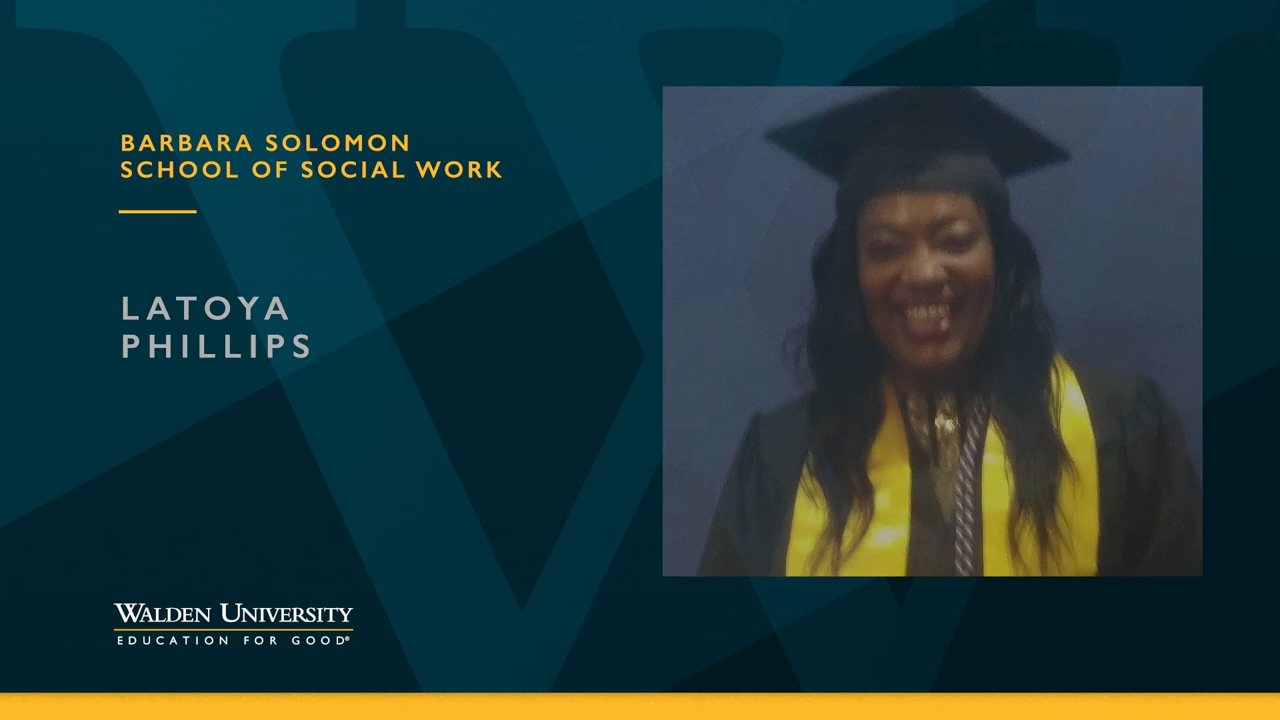 BARBARA SOLOMON
SCHOOL OF SOCIAL WORK
LATOYA
PHILLIPS
WALDEN UNIVERSITY
EDUCATION FOR GOOD®